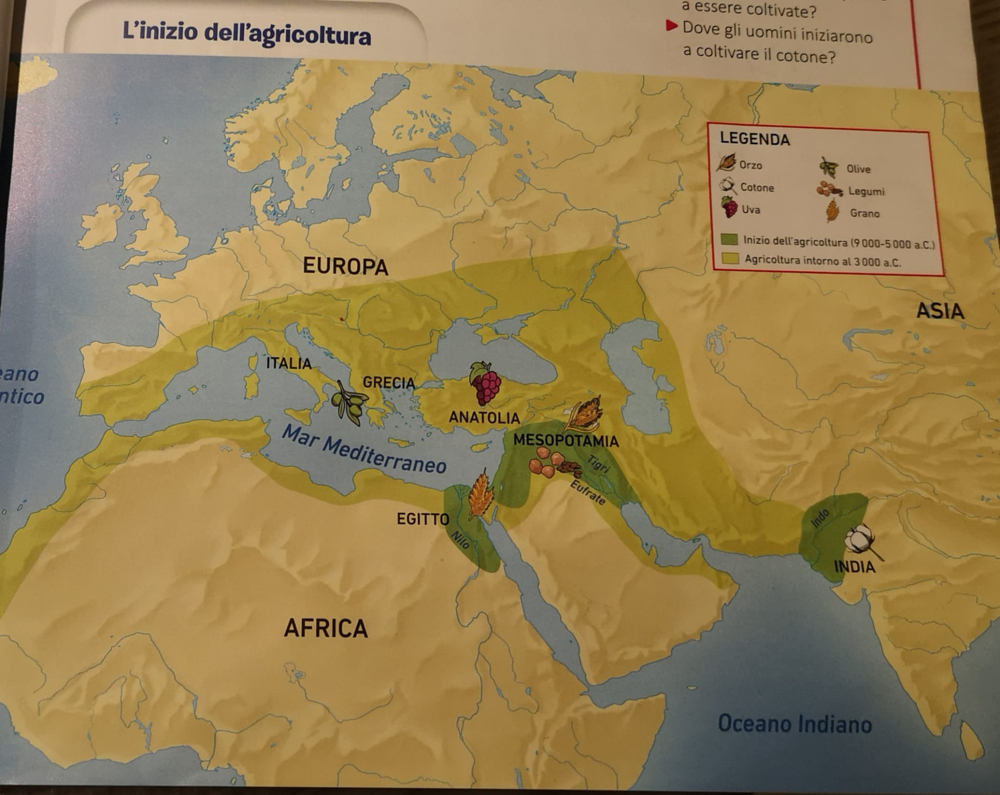 a essere coltivate?
Dove gli uomini iniziarono
a coltivare il cotone?
L'inizio dell'agricoltura
LEGENDA
Orzo
Olive
Cotone
Legumi
Uva
Grano
Inizio dell'agricoltura (9 000-5 000 a.C.)
Agricoltura intorno al 3 000 a.C.
EUROPA
ASIA
ITALIA
GRECIA
eano
ntico
ANATOLIA
MESOPOTAMIA
Mar Mediterraneo
Tigri
Eufrate
EGITTO
Nilo
Indo
INDIA
AFRICA
Oceano Indiano